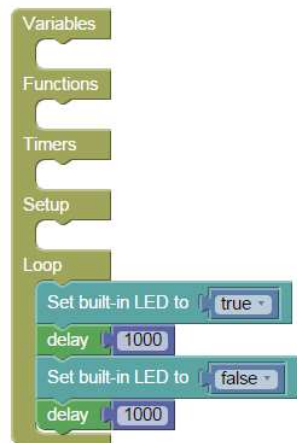 Variables
Functions
Timers
Setup
Loop
Set built-in LED to true
delay 1000
Set built-in LED to false
delay 1000